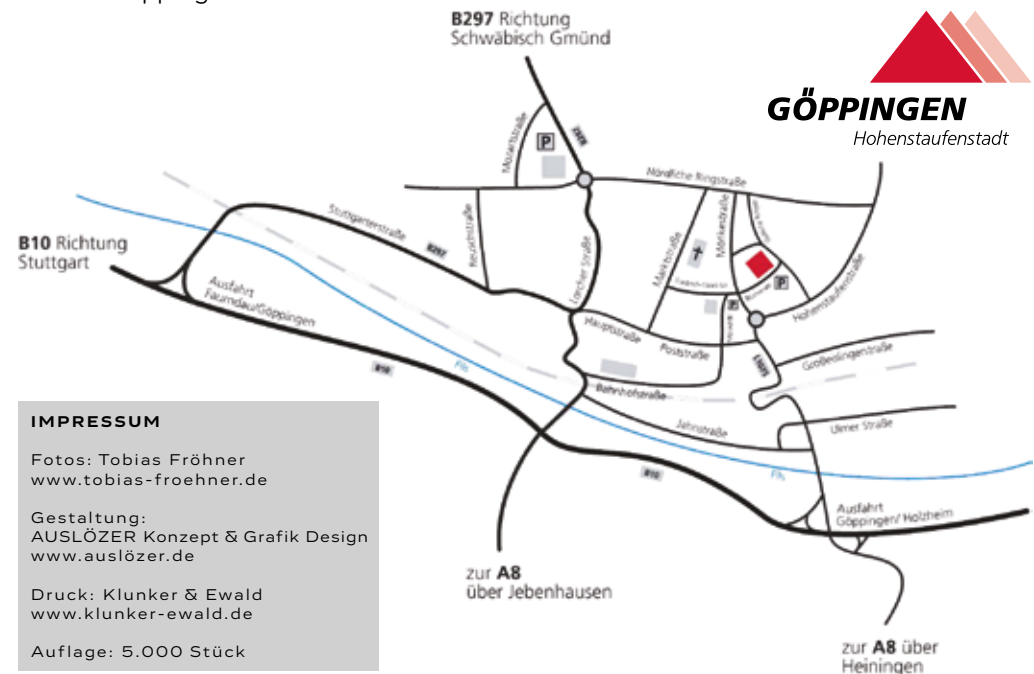 B297 Richtung
Schwäbisch Gmünd
GÖPPINGEN
Hohenstaufenstadt
Mozartstraße
P
B297
Nördliche Ringstraße
Stuttgarterstraße
B297
Lorcher Straße
Marktstraße
Mörikestraße
P
P
Hohenstaufenstraße
B10 Richtung
Stuttgart
Ausfahrt
Faurndau/Göppingen
Hauptstraße
Poststraße
Großeislingerstraße
B10
Fils
Bahnhofstraße
Jahnstraße
Ulmer Straße
B10
Fils
Ausfahrt
Göppingen/ Holzheim
zur A8
über Jebenhausen
zur A8 über
Heiningen
IMPRESSUM
Fotos: Tobias Fröhner
www.tobias-froehner.de
Gestaltung:
AUSLÖZER Konzept & Grafik Design
www.auslözer.de
Druck: Klunker & Ewald
www.klunker-ewald.de
Auflage: 5.000 Stück